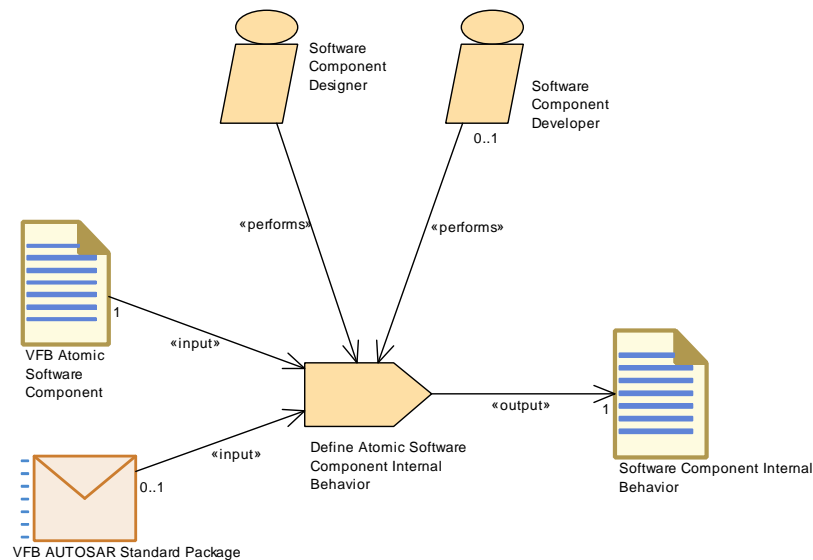 Software
Component
Designer
Software
Component
Developer
0..1
«performs»
«performs»
1
«input»
VFB Atomic
Software
Component
«output»
1
Define Atomic Software
Component Internal
Behavior
«input»
0..1
Software Component Internal
Behavior
VFB AUTOSAR Standard Package